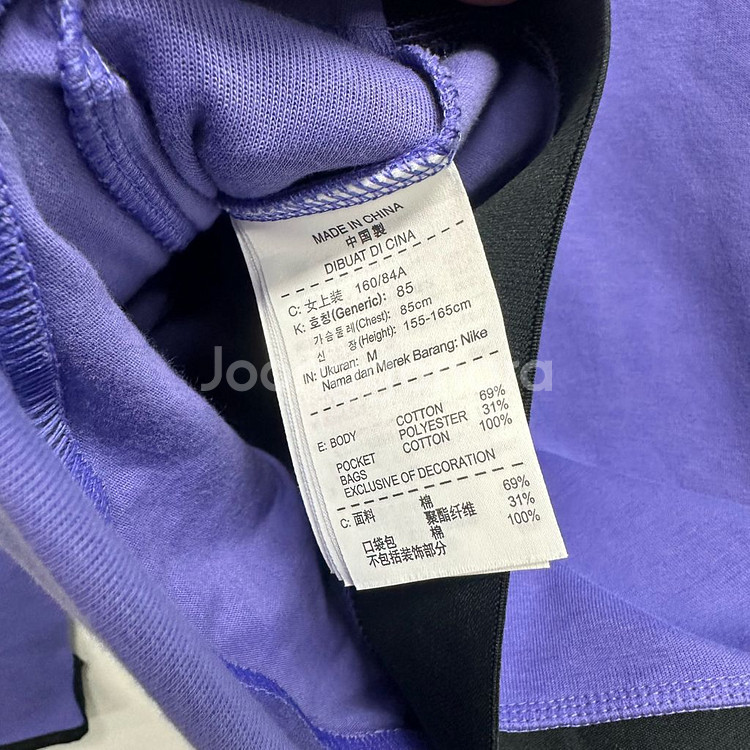 MADE IN CHINA
中国製
DIBUAT DI CINA
C: 女上装 160/84A
K: 호칭(Generic): 85
가슴둘레(Chest): 85cm
신 장(Height): 155-165cm
IN: Ukuran: M
Nama dan Merek Barang: Nike
E: BODY COTTON 69%
POLYESTER 31%
POCKET COTTON 100%
BAGS
EXCLUSIVE OF DECORATION
C: 面料 棉 69%
聚酯纤维 31%
口袋包 棉 100%
不包括装饰部分